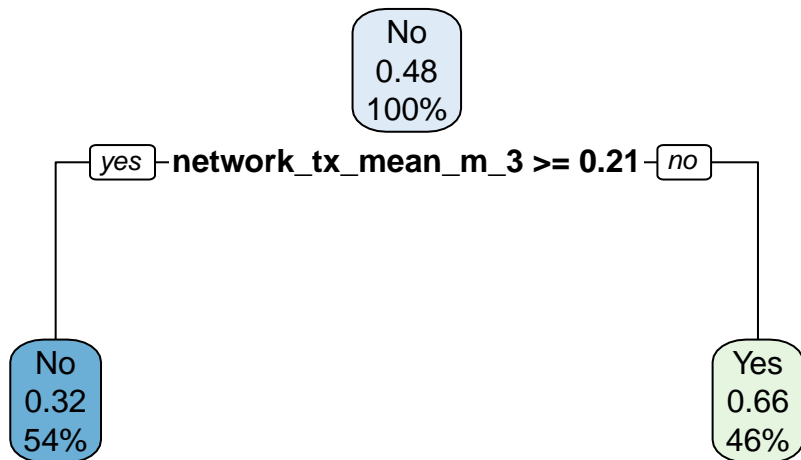 No
0.48
100%
yes network_tx_mean_m_3 >= 0.21 no
No
0.32
54%
Yes
0.66
46%